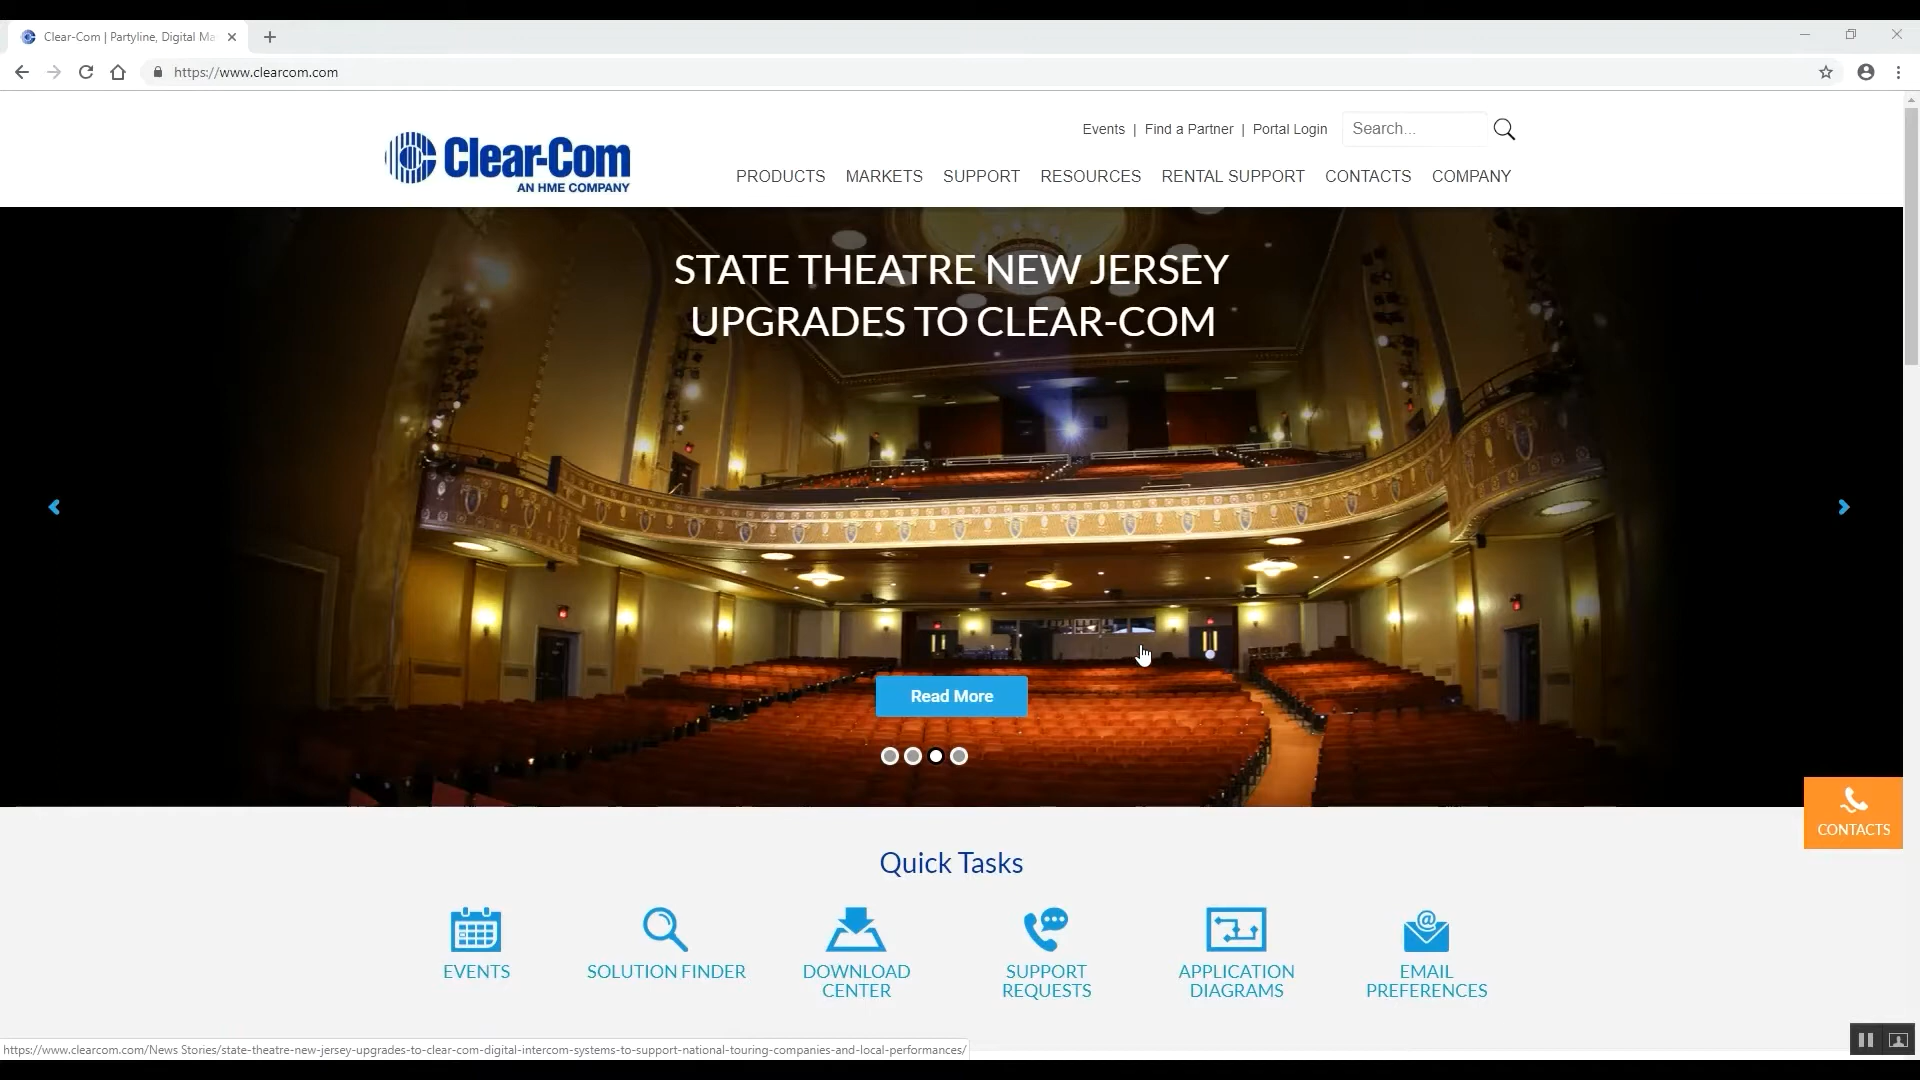 Clear-Com | Partyline, Digital Ma
https://www.clearcom.com
Events | Find a Partner | Portal Login
Search...
Clear-Com
AN HME COMPANY
PRODUCTS MARKETS SUPPORT RESOURCES RENTAL SUPPORT CONTACTS COMPANY
STATE THEATRE NEW JERSEY
UPGRADES TO CLEAR-COM
Read More
CONTACTS
Quick Tasks
EVENTS
SOLUTION FINDER
DOWNLOAD
CENTER
SUPPORT
REQUESTS
APPLICATION
DIAGRAMS
EMAIL
PREFERENCES
https://www.clearcom.com/News Stories/state-theatre-new-jersey-upgrades-to-clear-com-digital-intercom-systems-to-support-national-touring-companies-and-local-performances/